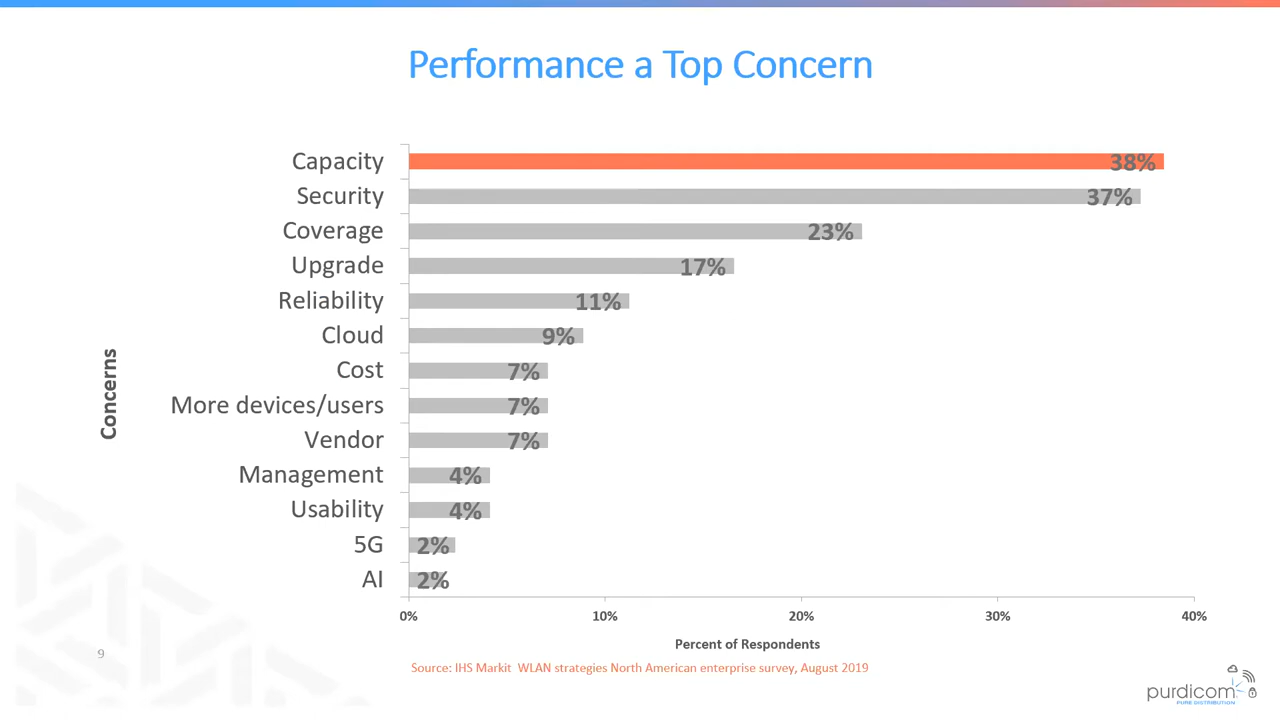 Performance a Top Concern
Capacity 38%
Security 37%
Coverage 23%
Upgrade 17%
Reliability 11%
Cloud 9%
Cost 7%
More devices/users 7%
Vendor 7%
Management 4%
Usability 4%
5G 2%
AI 2%
Concerns
0% 10% 20% 30% 40%
Percent of Respondents
9
Source: IHS Markit WLAN strategies North American enterprise survey, August 2019
purdicom
PURE DISTRIBUTION